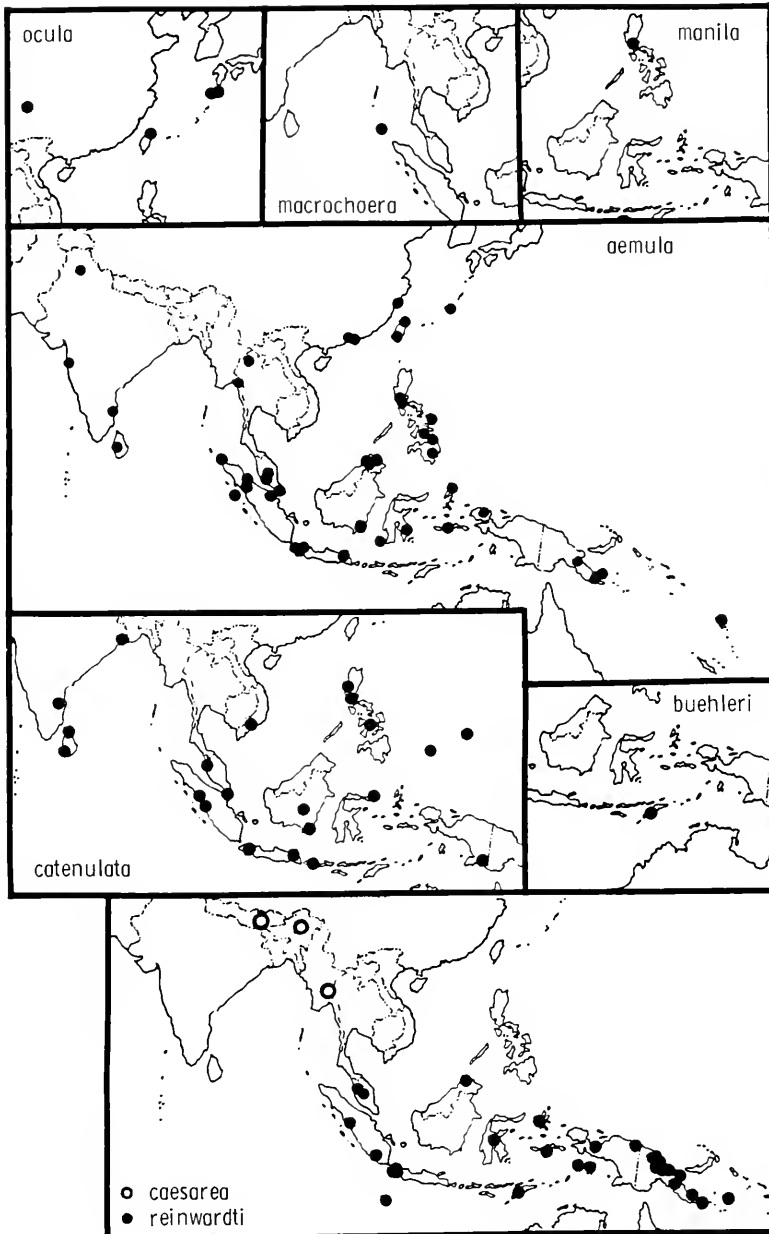 ocula
manila
macrochoera
aemula
buehleri
catenulata
caesarea
reinwardti